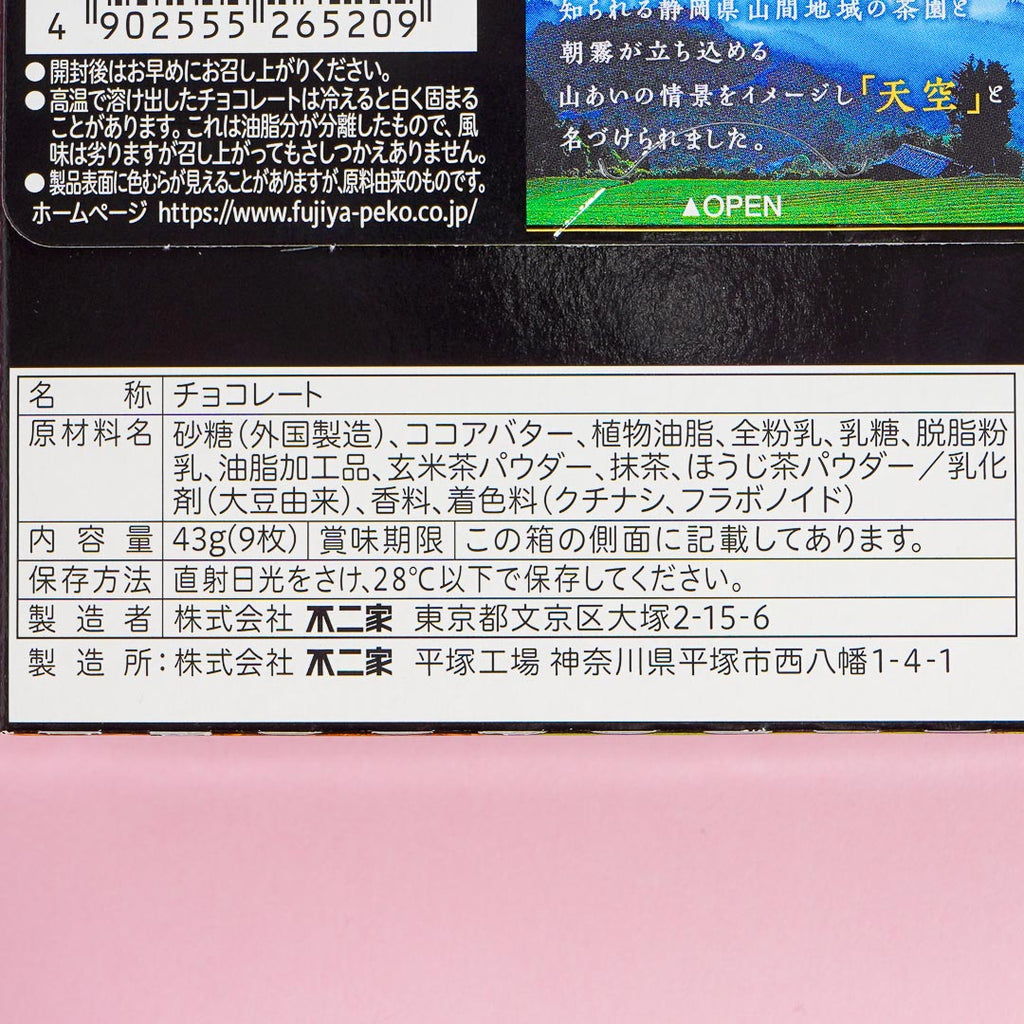 4 902555 265209
●開封後はお早めにお召し上がりください。
●高温で溶け出したチョコレートは冷えると白く固まる
ことがあります。これは油脂分が分離したもので、風
味は劣りますが召し上がってもさしつかえありません。
●製品表面に色むらが見えることがありますが、原料由来のものです。
ホームページ https://www.fujiya-peko.co.jp/
知られる静岡県山間地域の茶園と
朝霧が立ち込める
山あいの情景をイメージし「天空」と
名づけられました。
▲OPEN
名称 チョコレート
原材料名 砂糖(外国製造)、ココアバター、植物油脂、全粉乳、乳糖、脱脂粉
乳、油脂加工品、玄米茶パウダー、抹茶、ほうじ茶パウダー/乳化
剤(大豆由来)、香料、着色料(クチナシ、フラボノイド)
内容量 43g(9枚) 賞味期限 この箱の側面に記載してあります。
保存方法 直射日光をさけ、28℃以下で保存してください。
製造者 株式会社 不二家 東京都文京区大塚2-15-6
製造所:株式会社 不二家 平塚工場 神奈川県平塚市西八幡1-4-1